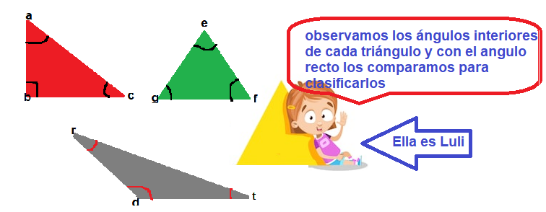 a
b
c
e
g
f
observamos los ángulos interiores
de cada triángulo y con el angulo
recto los comparamos para
clasificarlos
Ella es Luli
r
d
t